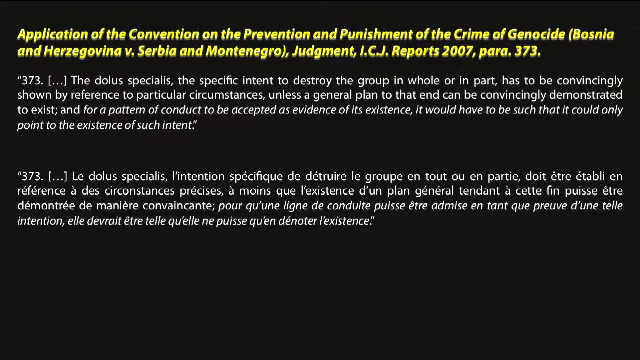 Application of the Convention on the Prevention and Punishment of the Crime of Genocide (Bosnia
and Herzegovina v. Serbia and Montenegro), Judgment, I.C.J. Reports 2007, para. 373.
“373. […] The dolus specialis, the specific intent to destroy the group in whole or in part, has to be convincingly
shown by reference to particular circumstances, unless a general plan to that end can be convincingly demonstrated
to exist; and for a pattern of conduct to be accepted as evidence of its existence, it would have to be such that it could only
point to the existence of such intent.”
“373. […] Le dolus specialis, l’intention spécifique de détruire le groupe en tout ou en partie, doit être établi en
référence à des circonstances précises, à moins que l’existence d’un plan général tendant à cette fin puisse être
démontrée de manière convaincante; pour qu’une ligne de conduite puisse être admise en tant que preuve d’une telle
intention, elle devrait être telle qu’elle ne puisse qu’en dénoter l’existence.”